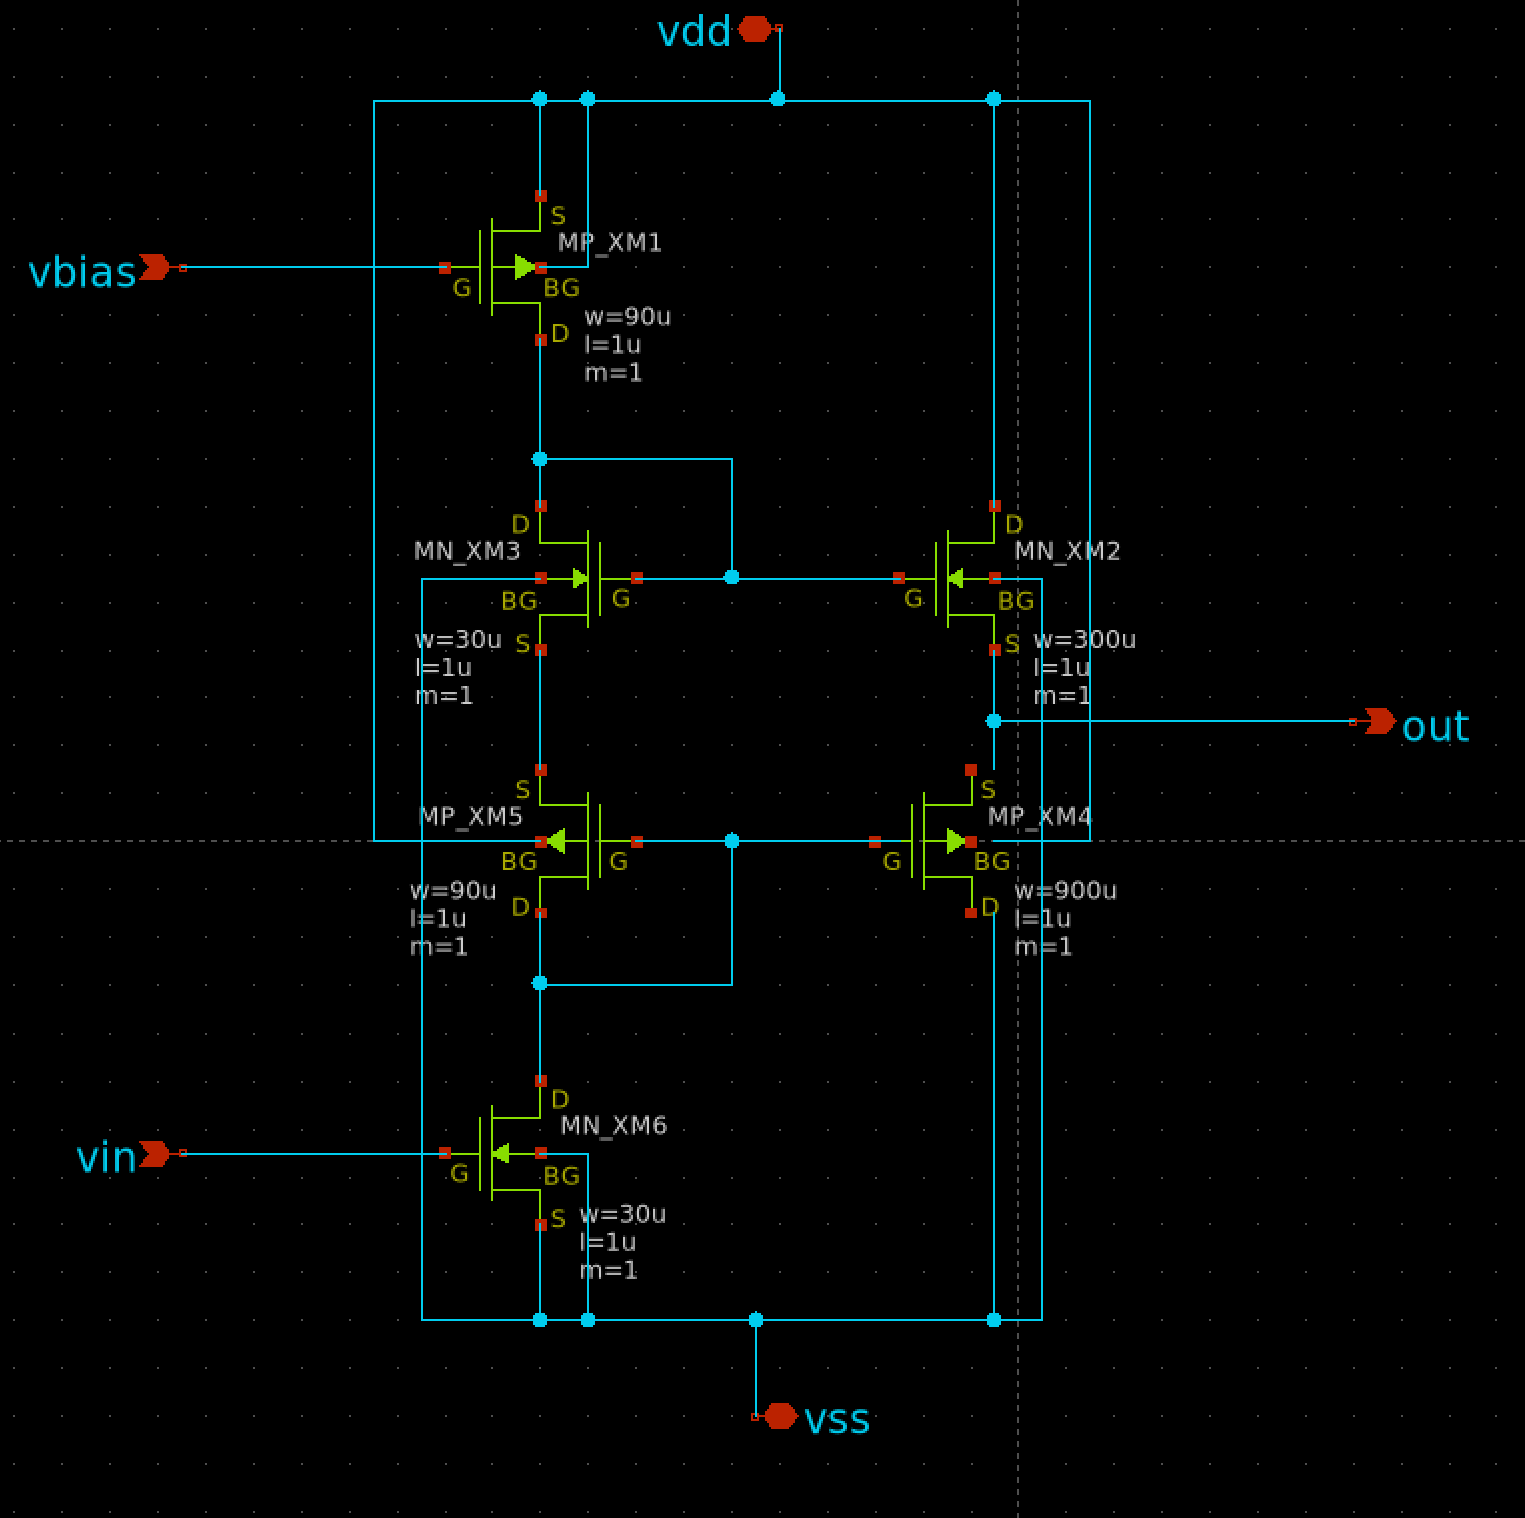 vdd
S
MP_XM1
vbias
G
BG
w=90u
D
l=1u
m=1
D
D
MN_XM3
MN_XM2
BG
G
G
BG
w=30u
S
S
w=300u
l=1u
l=1u
m=1
m=1
out
S
S
MP_XM5
MP_XM4
BG
G
G
BG
w=90u
w=900u
D
D
l=1u
l=1u
m=1
m=1
D
MN_XM6
vin
G
BG
S
w=30u
l=1u
m=1
vss